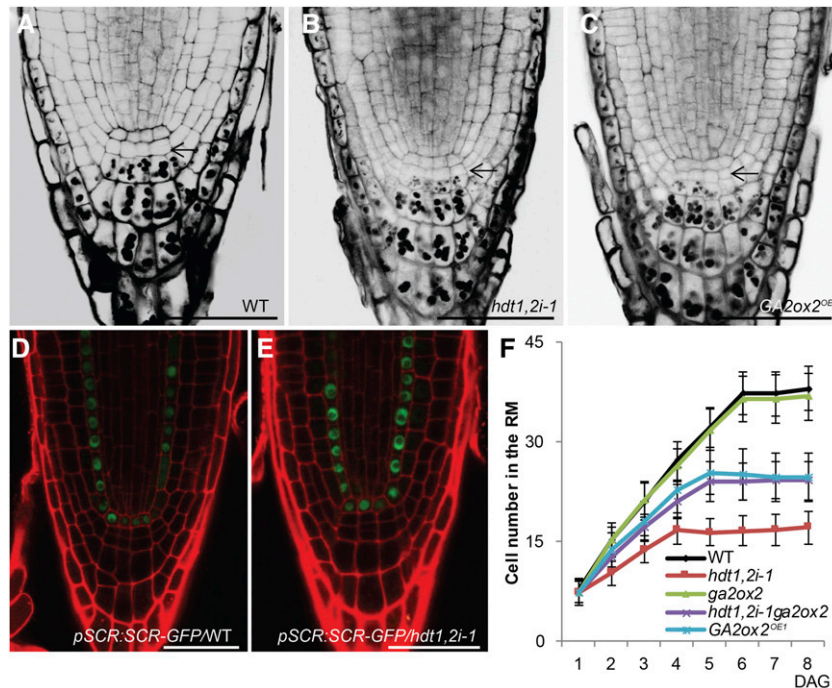 A
WT
B
hdt1,2i-1
C
GA2ox2OE1
D
pSCR:SCR-GFP/WT
E
pSCR:SCR-GFP/hdt1,2i-1
F
Cell number in the RM
45
30
15
0
WT
hdt1,2i-1
ga2ox2
hdt1,2i-1ga2ox2
GA2ox2OE1
1 2 3 4 5 6 7 8
DAG